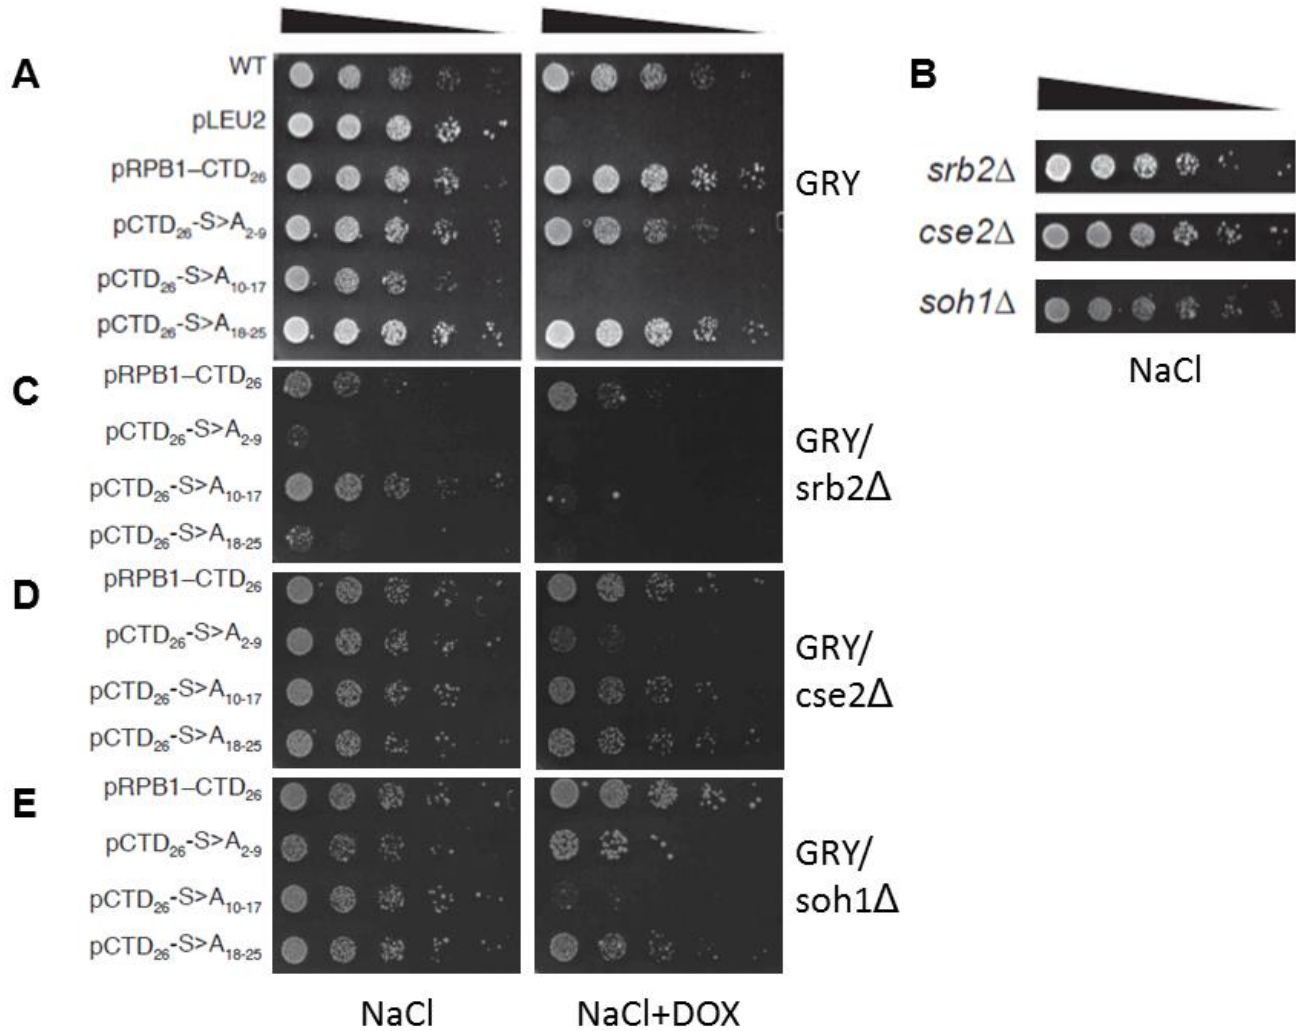 A
WT
pLEU2
pRPB1–CTD26
pCTD26-S>A2-9
pCTD26-S>A10-17
pCTD26-S>A18-25
GRY
B
srb2Δ
cse2Δ
soh1Δ
NaCl
C
pRPB1–CTD26
pCTD26-S>A2-9
pCTD26-S>A10-17
pCTD26-S>A18-25
GRY/
srb2Δ
D
pRPB1–CTD26
pCTD26-S>A2-9
pCTD26-S>A10-17
pCTD26-S>A18-25
GRY/
cse2Δ
E
pRPB1–CTD26
pCTD26-S>A2-9
pCTD26-S>A10-17
pCTD26-S>A18-25
GRY/
soh1Δ
NaCl
NaCl+DOX